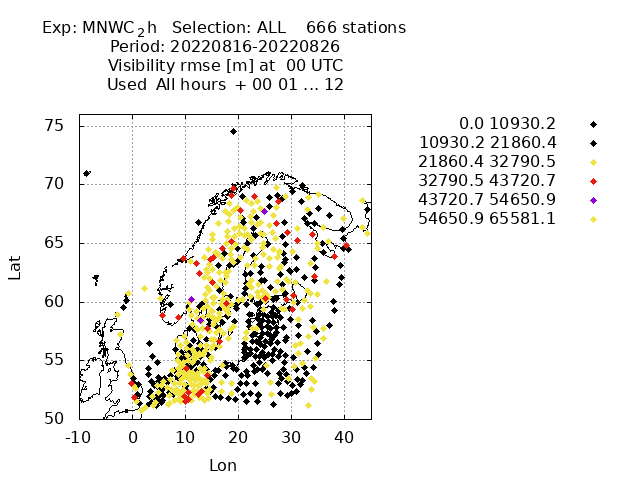 Exp: MNWC_2h   Selection: ALL    666 stations
Period: 20220816-20220826
Visibility rmse [m] at  00 UTC
Used  All hours  + 00 01 ... 12
0.0 10930.2
10930.2 21860.4
21860.4 32790.5
32790.5 43720.7
43720.7 54650.9
54650.9 65581.1
75
70
65
60
55
50
Lat
-10 0 10 20 30 40
Lon